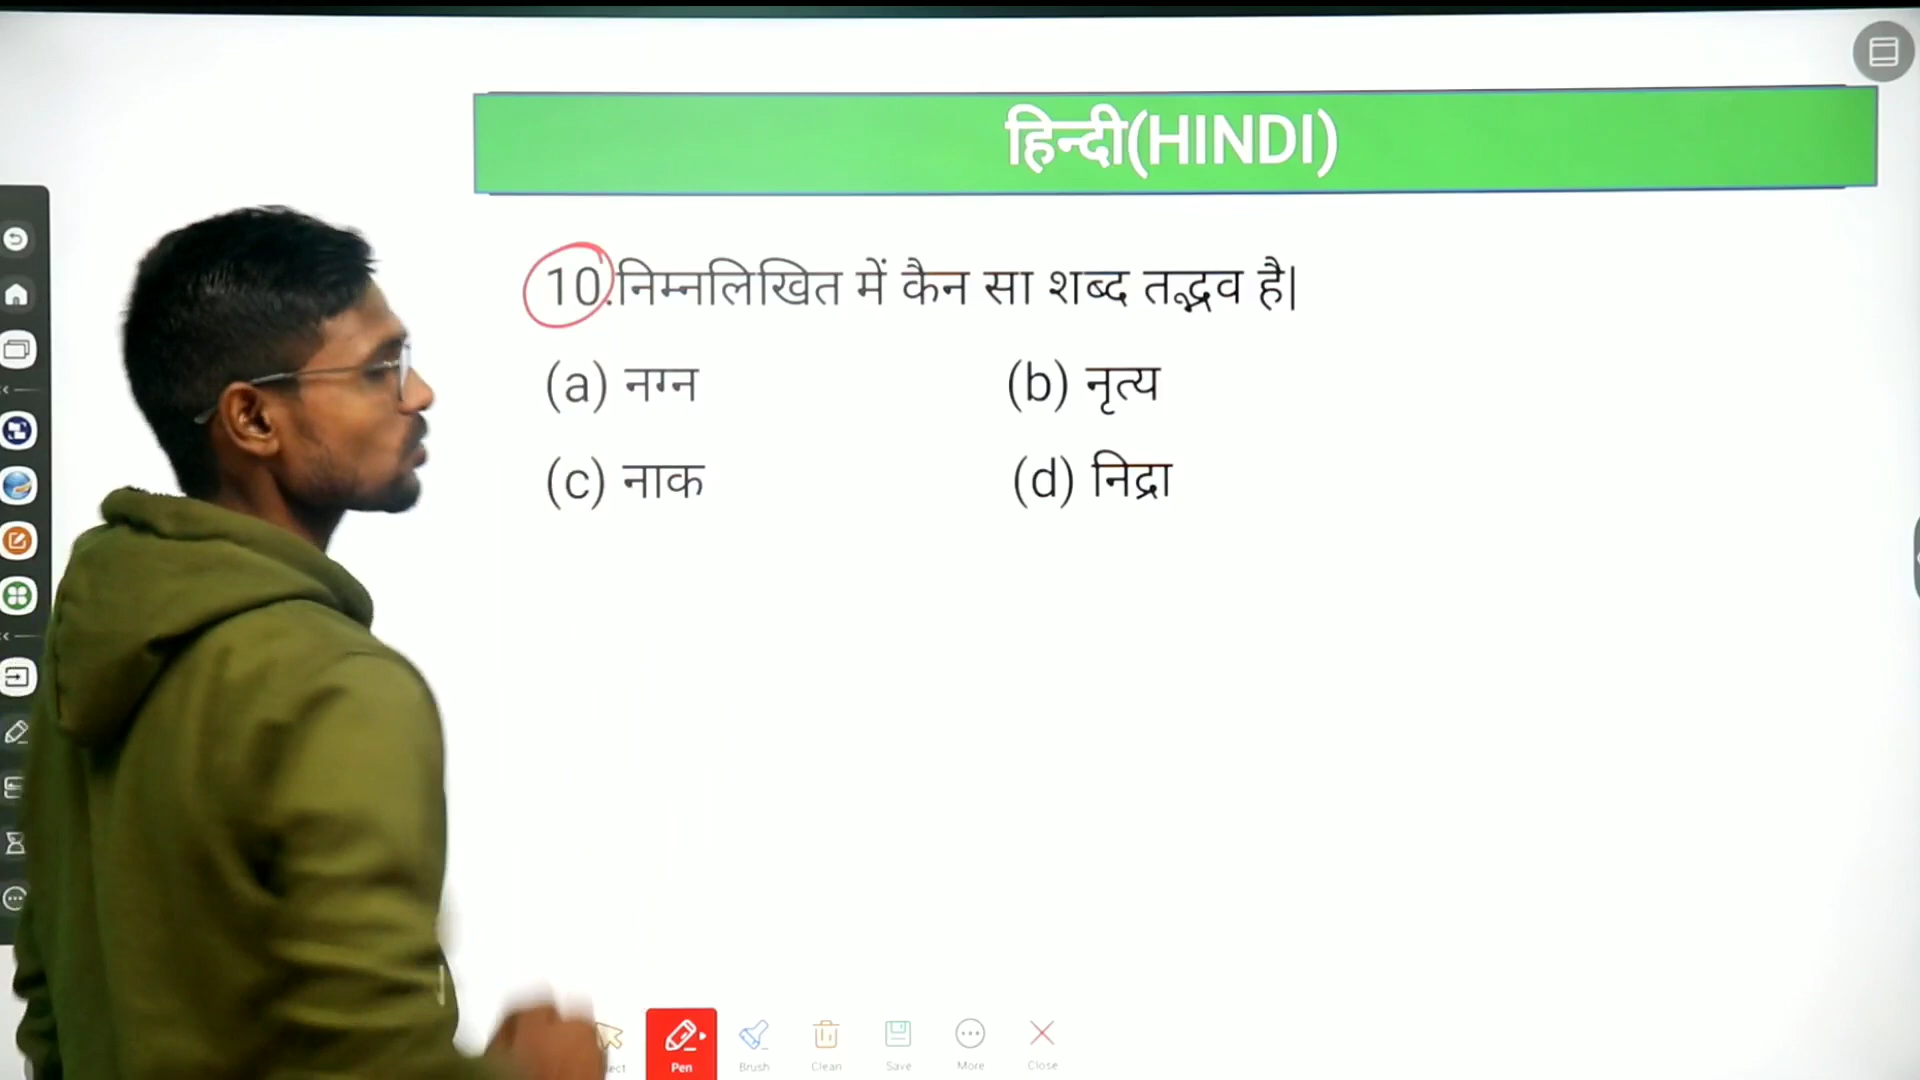 हिन्दी(HINDI)
10.निम्नलिखित में कैन सा शब्द तद्भव है|
(a) नग्न
(b) नृत्य
(c) नाक
(d) निद्रा
Pen
Brush
Clean
Save
More
Close